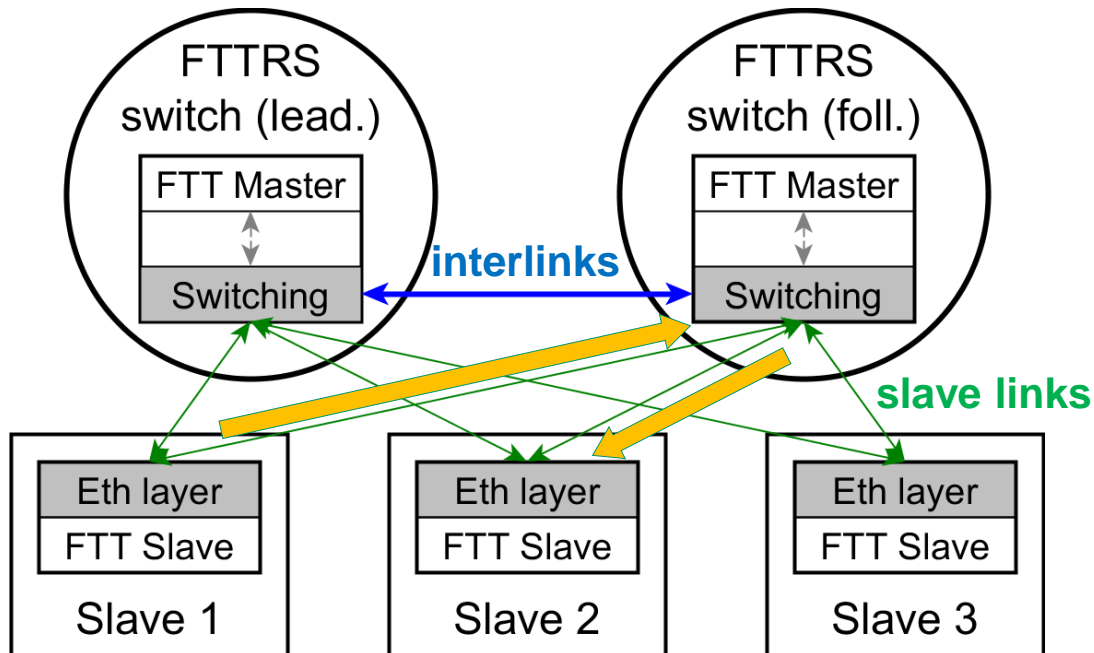 FTTRS
switch (lead.)
FTT Master
Switching
FTTRS
switch (foll.)
FTT Master
Switching
interlinks
slave links
Eth layer
FTT Slave
Slave 1
Eth layer
FTT Slave
Slave 2
Eth layer
FTT Slave
Slave 3